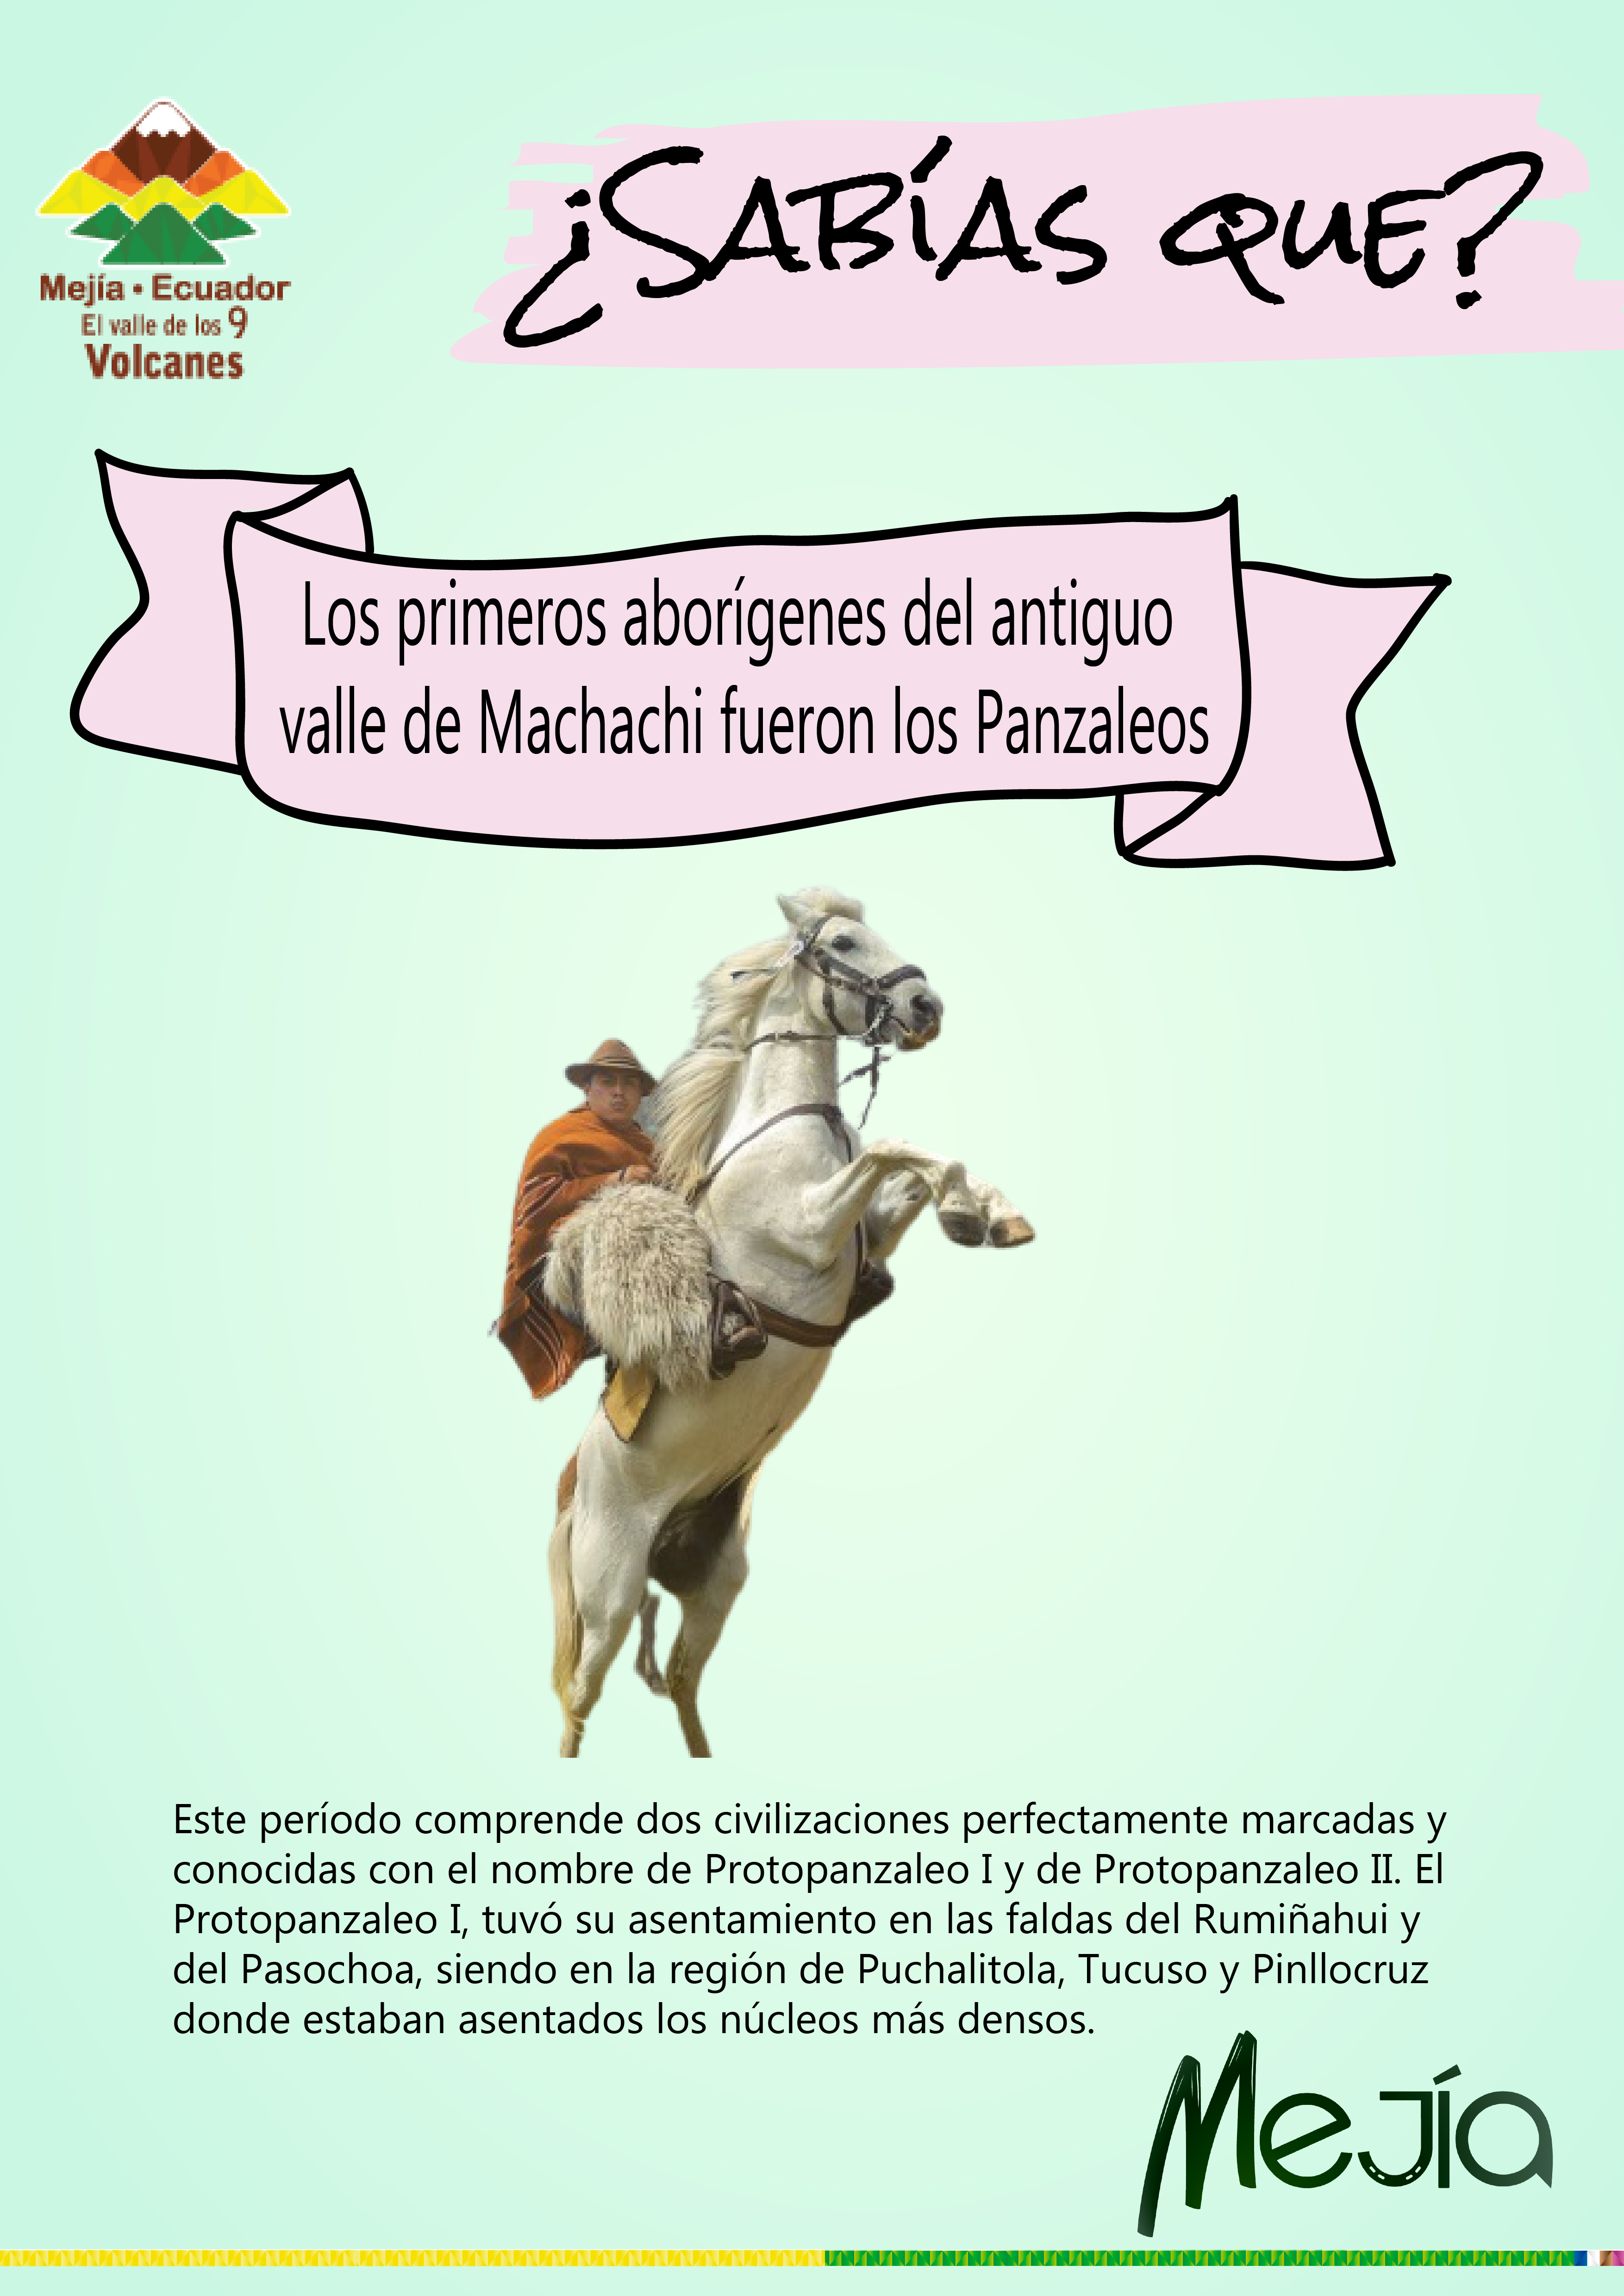 Mejía • Ecuador
El valle de los 9
Volcanes
¿Sabías que?
Los primeros aborígenes del antiguo
valle de Machachi fueron los Panzaleos
Este período comprende dos civilizaciones perfectamente marcadas y
conocidas con el nombre de Protopanzaleo I y de Protopanzaleo II. El
Protopanzaleo I, tuvó su asentamiento en las faldas del Rumiñahui y
del Pasochoa, siendo en la región de Puchalitola, Tucuso y Pinllocruz
donde estaban asentados los núcleos más densos.
Mejía